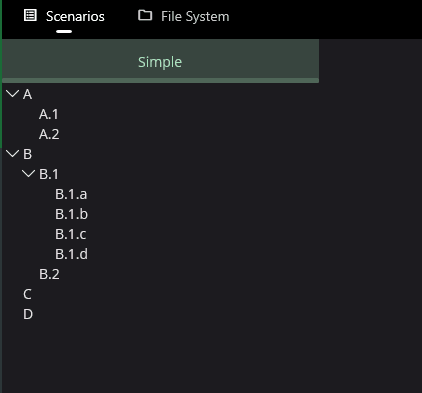 Scenarios File System
Simple
A
A.1
A.2
B
B.1
B.1.a
B.1.b
B.1.c
B.1.d
B.2
C
D